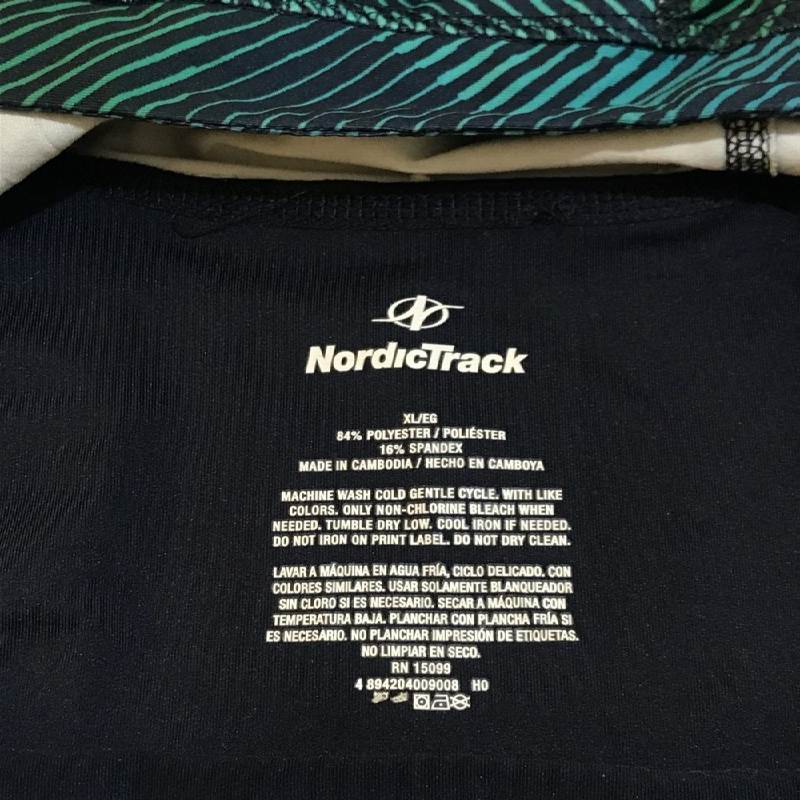 NordicTrack
XL/EG
84% POLYESTER / POLIÉSTER
16% SPANDEX
MADE IN CAMBODIA / HECHO EN CAMBOYA
MACHINE WASH COLD GENTLE CYCLE. WITH LIKE
COLORS. ONLY NON-CHLORINE BLEACH WHEN
NEEDED. TUMBLE DRY LOW. COOL IRON IF NEEDED.
DO NOT IRON ON PRINT LABEL. DO NOT DRY CLEAN.
LAVAR A MÁQUINA EN AGUA FRÍA, CICLO DELICADO. CON
COLORES SIMILARES. USAR SOLAMENTE BLANQUEADOR
SIN CLORO SI ES NECESARIO. SECAR A MÁQUINA CON
TEMPERATURA BAJA. PLANCHAR CON PLANCHA FRÍA SI
ES NECESARIO. NO PLANCHAR IMPRESIÓN DE ETIQUETAS.
NO LIMPIAR EN SECO.
RN 15099
4 894204009008 H0